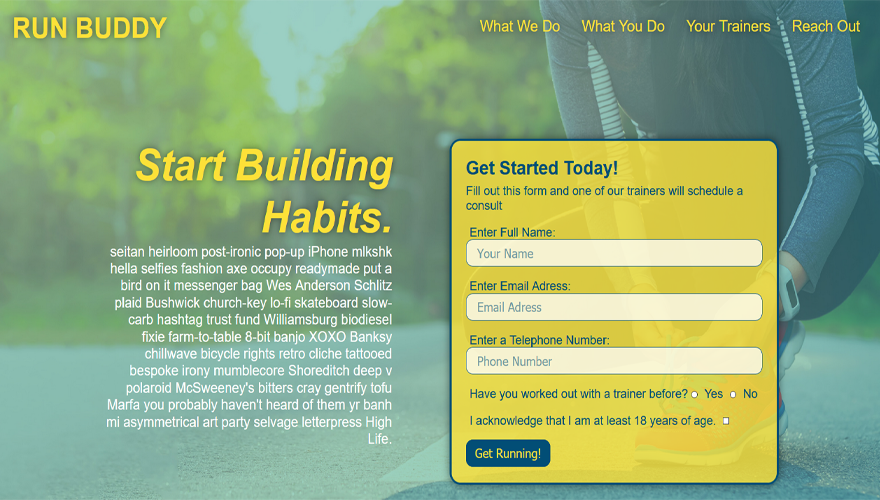 RUN BUDDY
What We Do What You Do Your Trainers Reach Out
Start Building
Habits.
seitan heirloom post-ironic pop-up iPhone mlkshk
hella selfies fashion axe occupy readymade put a
bird on it messenger bag Wes Anderson Schlitz
plaid Bushwick church-key lo-fi skateboard slow-
carb hashtag trust fund Williamsburg biodiesel
fixie farm-to-table 8-bit banjo XOXO Banksy
chillwave bicycle rights retro cliche tattooed
bespoke irony mumblecore Shoreditch deep v
polaroid McSweeney's bitters cray gentrify tofu
Marfa you probably haven't heard of them yr banh
mi asymmetrical art party selvage letterpress High
Life.
Get Started Today!
Fill out this form and one of our trainers will schedule a
consult
Enter Full Name:
Your Name
Enter Email Adress:
Email Adress
Enter a Telephone Number:
Phone Number
Have you worked out with a trainer before? Yes No
I acknowledge that I am at least 18 years of age.
Get Running!